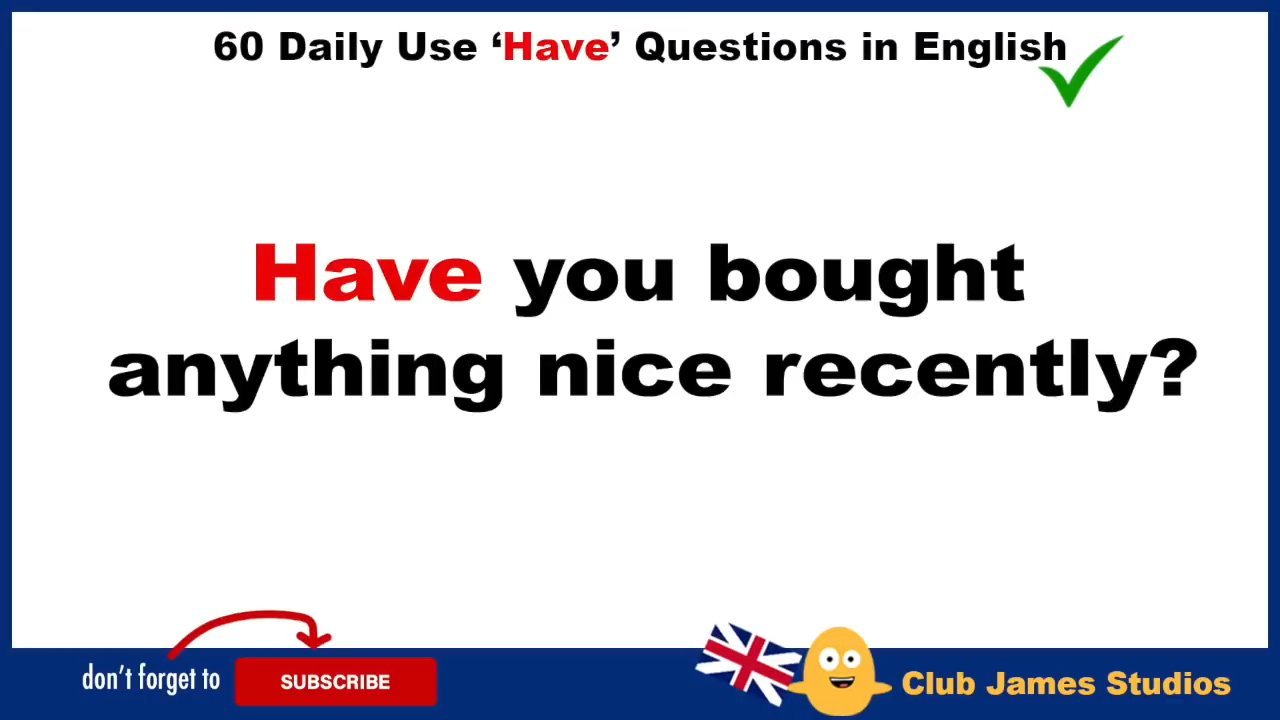 60 Daily Use ‘Have’ Questions in English
Have you bought
anything nice recently?
don't forget to
SUBSCRIBE
Club James Studios